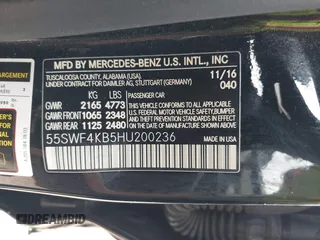 MFD BY MERCEDES-BENZ U.S. INTL., INC
TUSCALOOSA COUNTY, ALABAMA (USA) 11/16
UNDER CONTRACT FOR DAIMLER AG, STUTTGART (GERMANY) 040
KG LBS PASSENGER CAR
GVWR 2165 4773 THIS VEHICLE CONFORMS TO ALL
GAWR FRONT 1065 2348 APPLICABLE U.S. FEDERAL MOTOR
GAWR REAR 1125 2480 VEHICLE SAFETY, BUMPER, AND
THEFT PREVENTION STANDARDS IN
EFFECT ON THE DATE OF
MANUFACTURE SHOWN ABOVE.
55SWF4KB5HU200236
DREAMBID